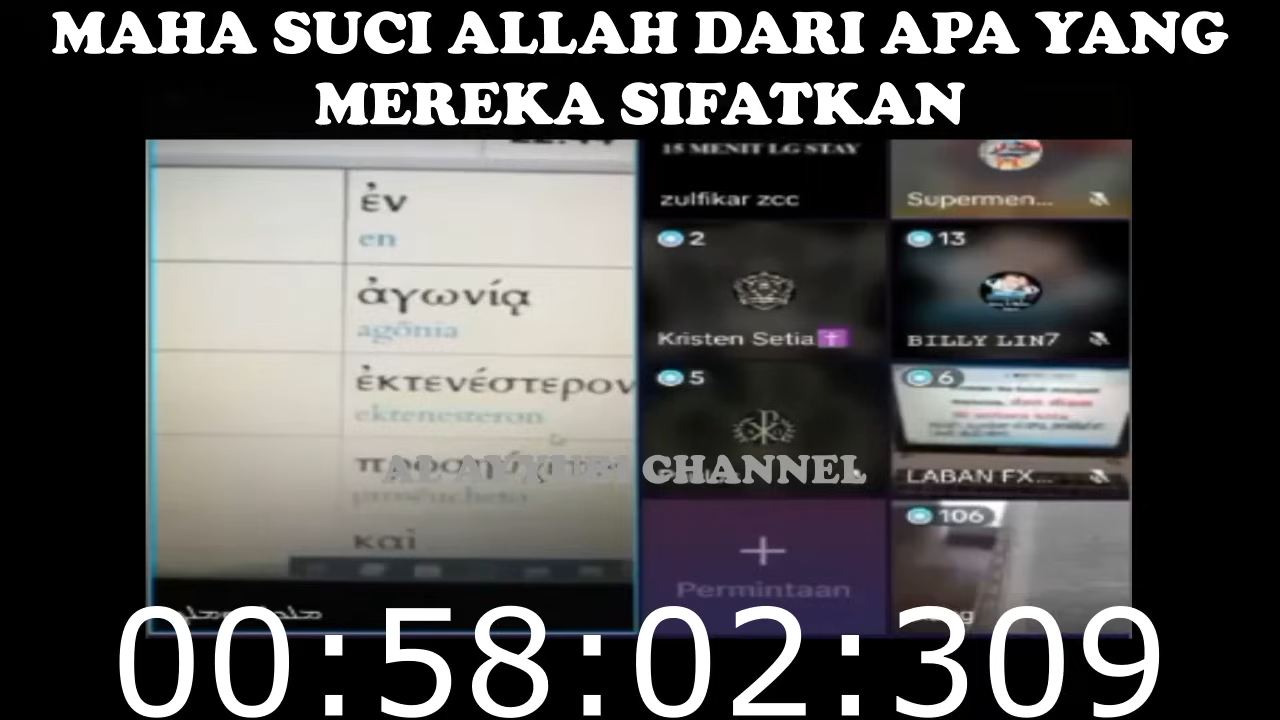 MAHA SUCI ALLAH DARI APA YANG
MEREKA SIFATKAN
ἐν
en
ἀγωνίᾳ
agōnia
ἐκτενέστερον
ektenesteron
καὶ
15 MENIT LG STAY
zulfikar zcc
Supermen...
2
Kristen Setia
13
BILLY LIN7
5
6
LABAN FX...
CHANNEL
Permintaan
106
00:58:02:309